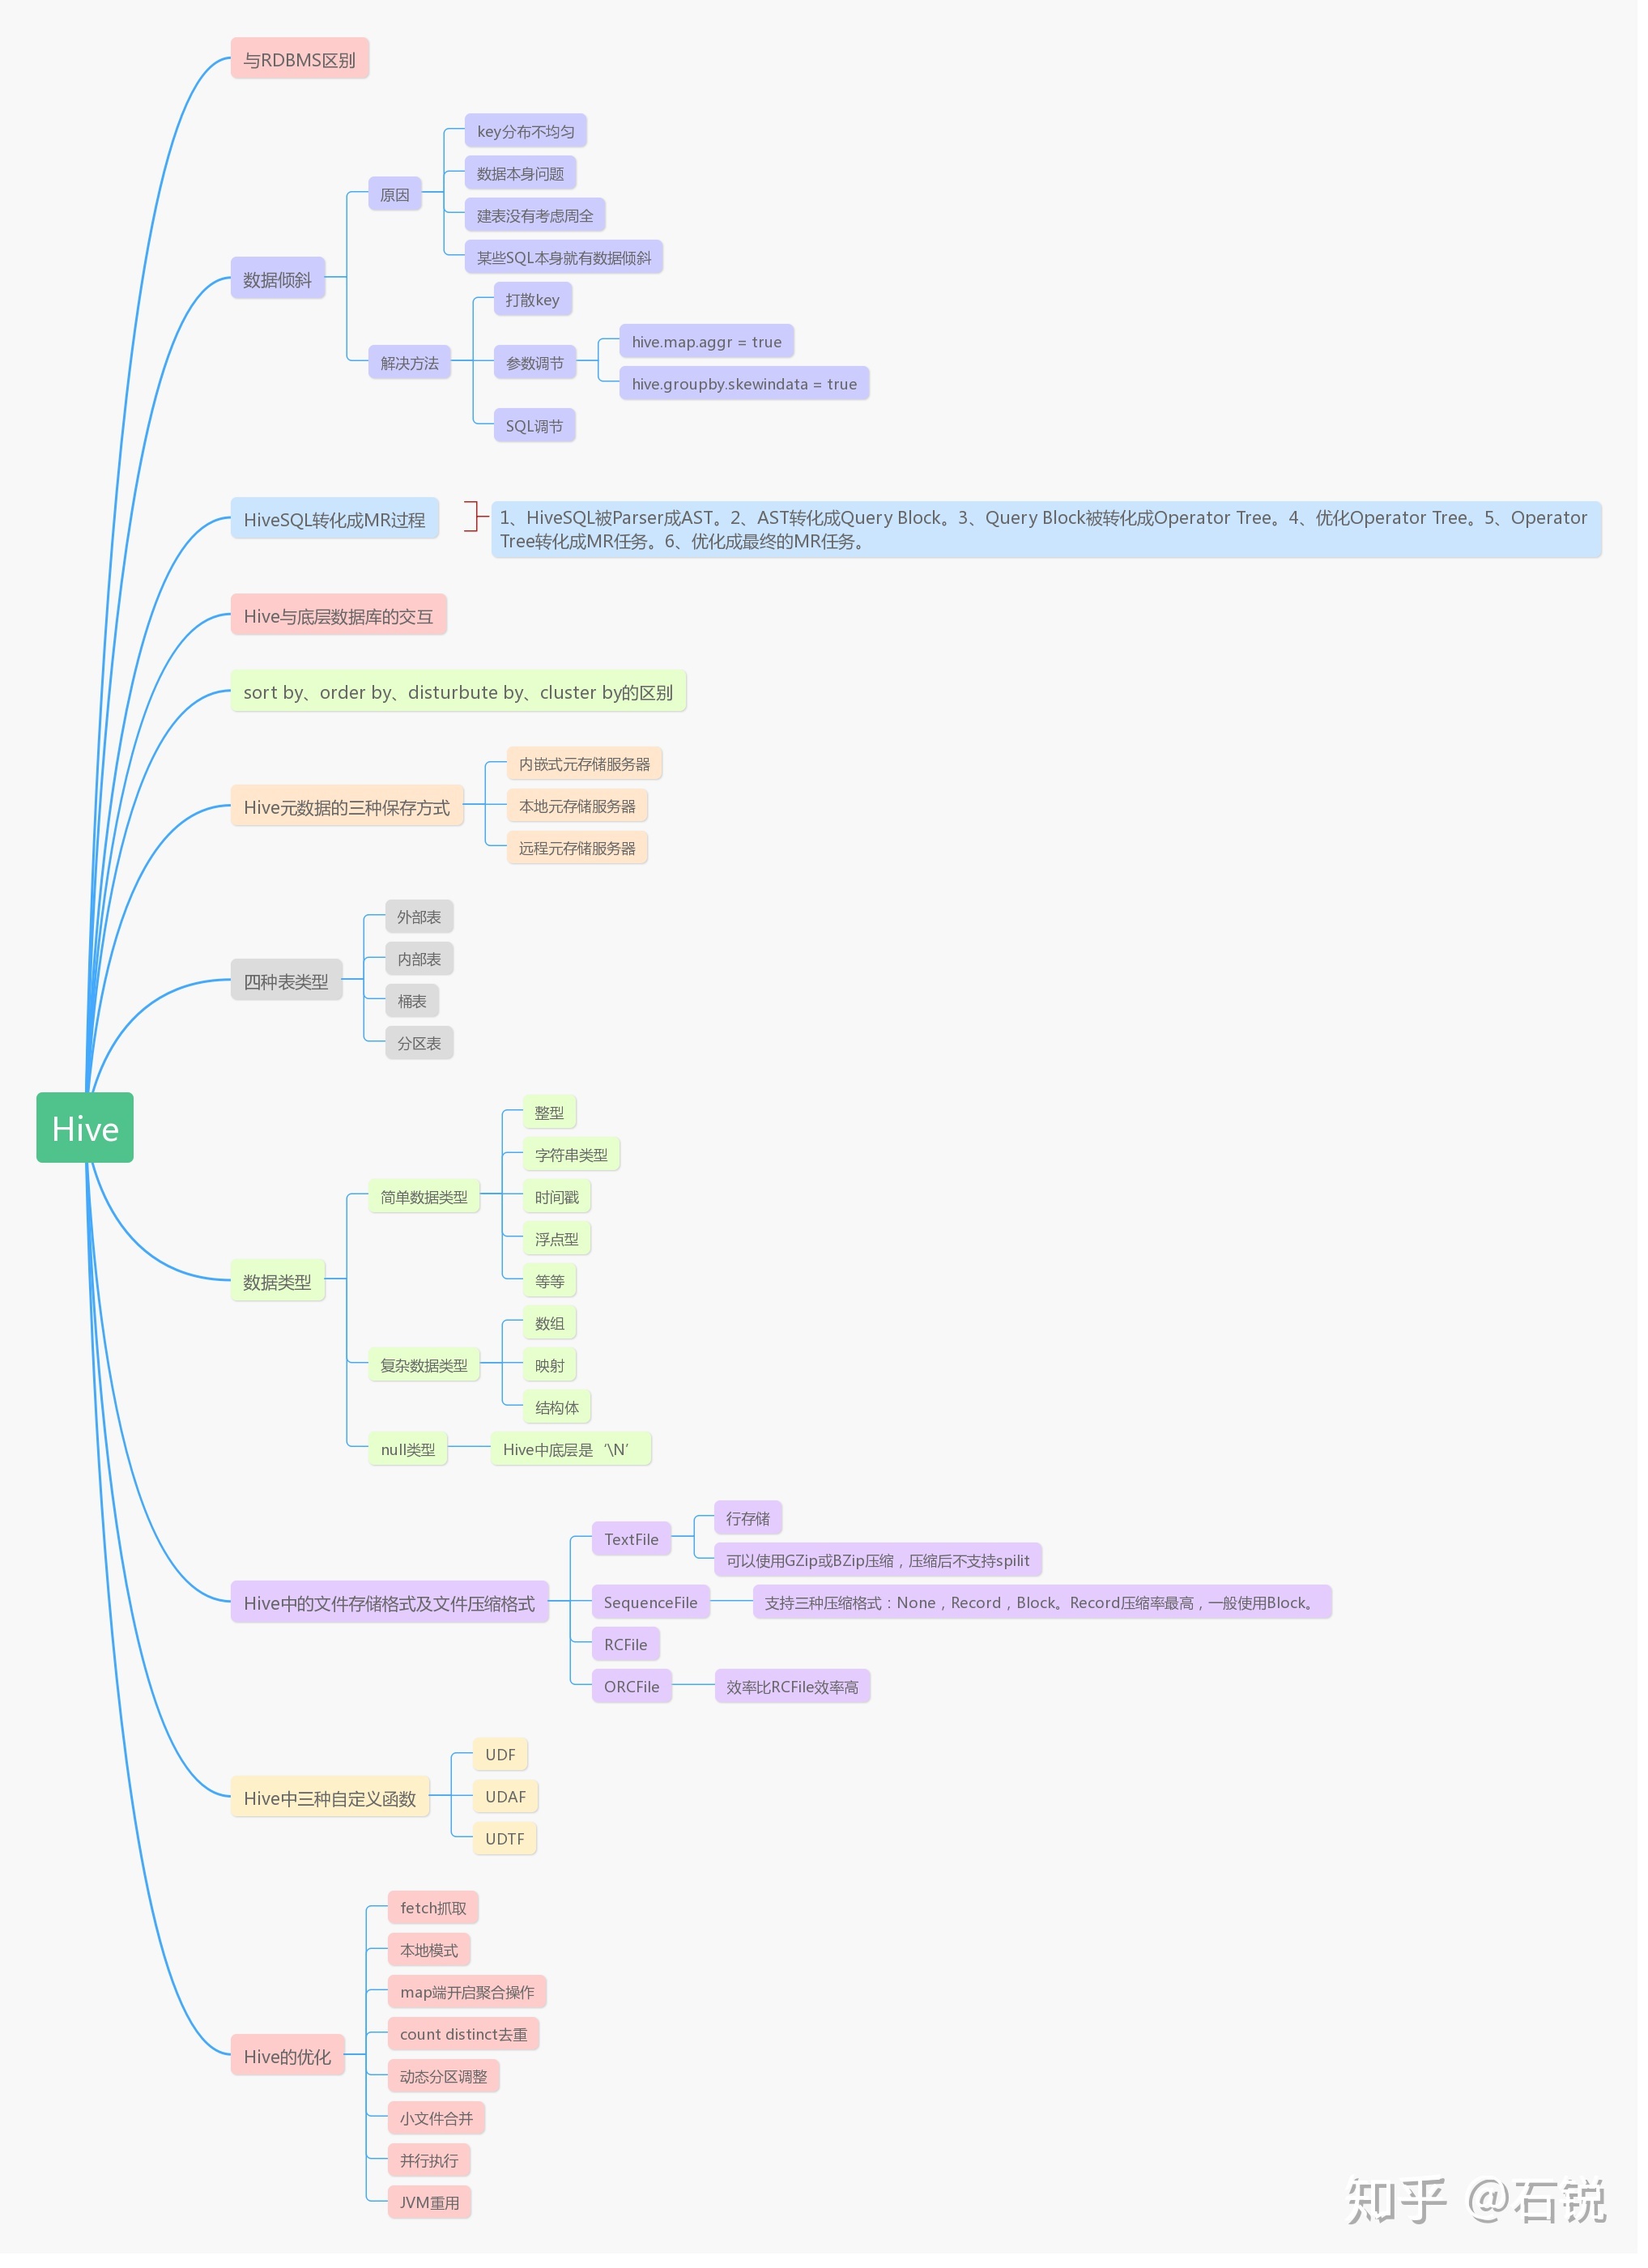 与RDBMS区别
key分布不均匀
数据本身问题
原因
建表没有考虑周全
某些SQL本身就有数据倾斜
数据倾斜
打散key
hive.map.aggr = true
解决方法
参数调节
hive.groupby.skewindata = true
SQL调节
HiveSQL转化成MR过程
1、HiveSQL被Parser成AST。2、AST转化成Query Block。3、Query Block被转化成Operator Tree。4、优化Operator Tree。5、Operator
Tree转化成MR任务。6、优化成最终的MR任务。
Hive与底层数据库的交互
sort by、order by、disturbute by、cluster by的区别
内嵌式元存储服务器
Hive元数据的三种保存方式
本地元存储服务器
远程元存储服务器
外部表
内部表
四种表类型
桶表
分区表
Hive
整型
字符串类型
简单数据类型
时间戳
浮点型
等等
数据类型
数组
复杂数据类型
映射
结构体
null类型
Hive中底层是‘\N’
行存储
TextFile
可以使用GZip或BZip压缩，压缩后不支持spilit
Hive中的文件存储格式及文件压缩格式
SequenceFile
支持三种压缩格式：None，Record，Block。Record压缩率最高，一般使用Block。
RCFile
ORCFile
效率比RCFile效率高
UDF
Hive中三种自定义函数
UDAF
UDTF
fetch抓取
本地模式
map端开启聚合操作
count distinct去重
Hive的优化
动态分区调整
小文件合并
并行执行
JVM重用
知乎 @石锐